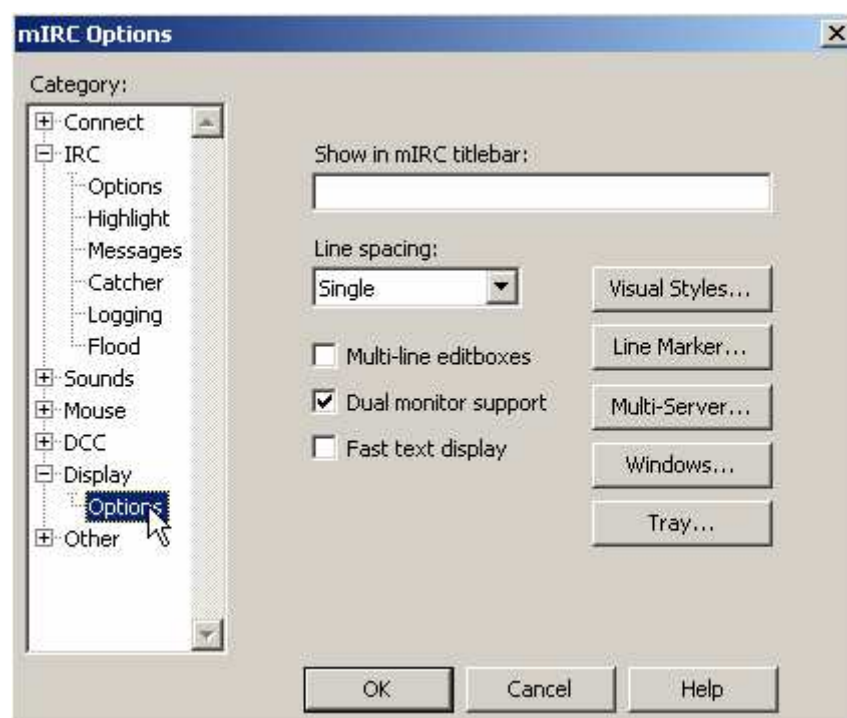 mIRC Options
Category:
Connect
IRC
Options
Highlight
Messages
Catcher
Logging
Flood
Sounds
Mouse
DCC
Display
Options
Other
Show in mIRC titlebar:
Line spacing:
Single
Multi-line editboxes
Dual monitor support
Fast text display
Visual Styles...
Line Marker...
Multi-Server...
Windows...
Tray...
OK
Cancel
Help